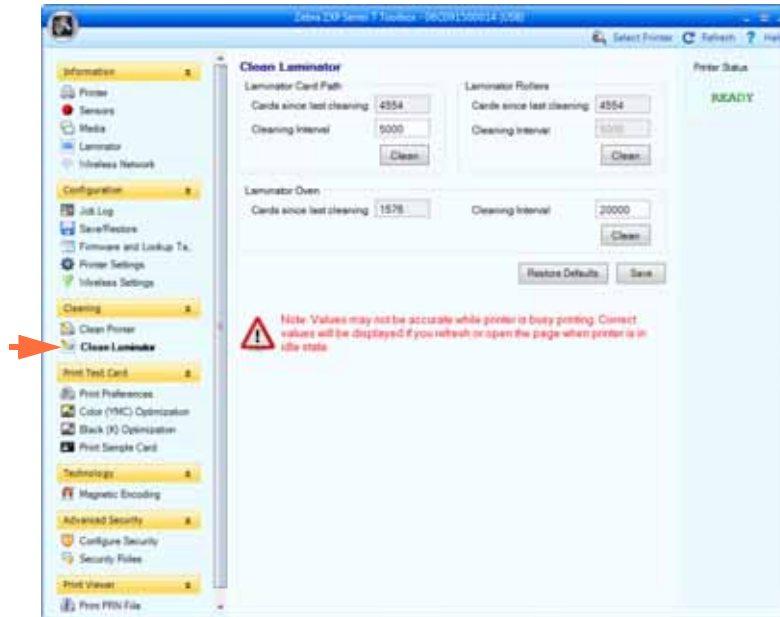 Zebra ZXP Series 7 Toolbox - 06C091500014 (USB)
Select Printer Refresh ? Help
Information
Printer
Sensors
Media
Laminator
Wireless Network
Configuration
Job Log
Save/Restore
Firmware and Lookup Ta..
Printer Settings
Wireless Settings
Cleaning
Clean Printer
Clean Laminator
Print Test Card
Print Preferences
Color (YMC) Optimization
Black (K) Optimization
Print Sample Card
Technology
Magnetic Encoding
Advanced Security
Configure Security
Security Roles
Print Viewer
Print PRN File
Clean Laminator
Laminator Card Path
Cards since last cleaning 4554
Cleaning Interval 5000
Clean
Laminator Rollers
Cards since last cleaning 4554
Cleaning Interval 5000
Clean
Laminator Oven
Cards since last cleaning 1576
Cleaning Interval 20000
Clean
Restore Defaults Save
Note: Values may not be accurate while printer is busy printing. Correct
values will be displayed if you refresh or open the page when printer is in
idle state.
Printer Status
READY